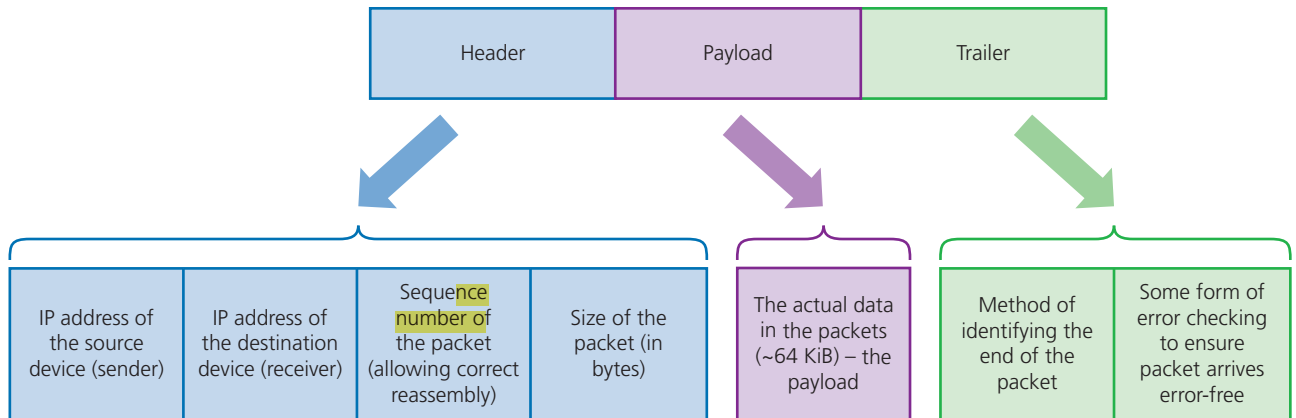 Header
Payload
Trailer
IP address of
the source
device (sender)
IP address of
the destination
device (receiver)
Sequence
number of
the packet
(allowing correct
reassembly)
Size of the
packet (in
bytes)
The actual data
in the packets
(~64 KiB) – the
payload
Method of
identifying the
end of the
packet
Some form of
error checking
to ensure
packet arrives
error-free